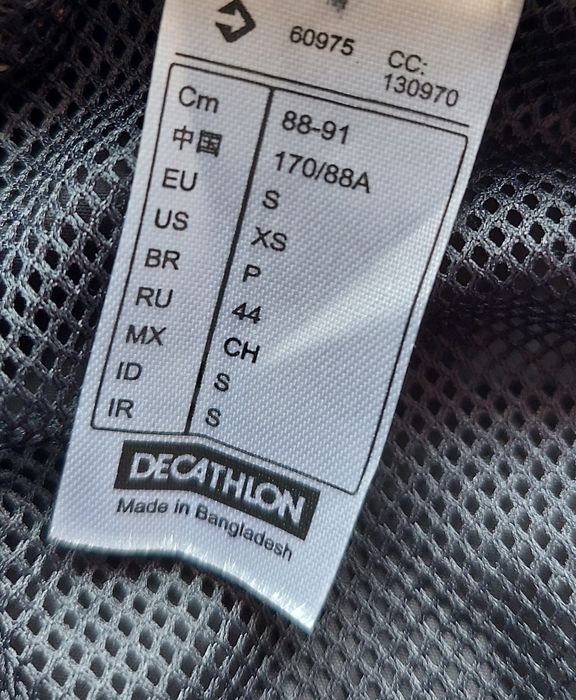 60975 CC:
130970
Cm 88-91
中国 170/88A
EU S
US XS
BR P
RU 44
MX CH
ID S
IR S
DECATHLON
Made in Bangladesh